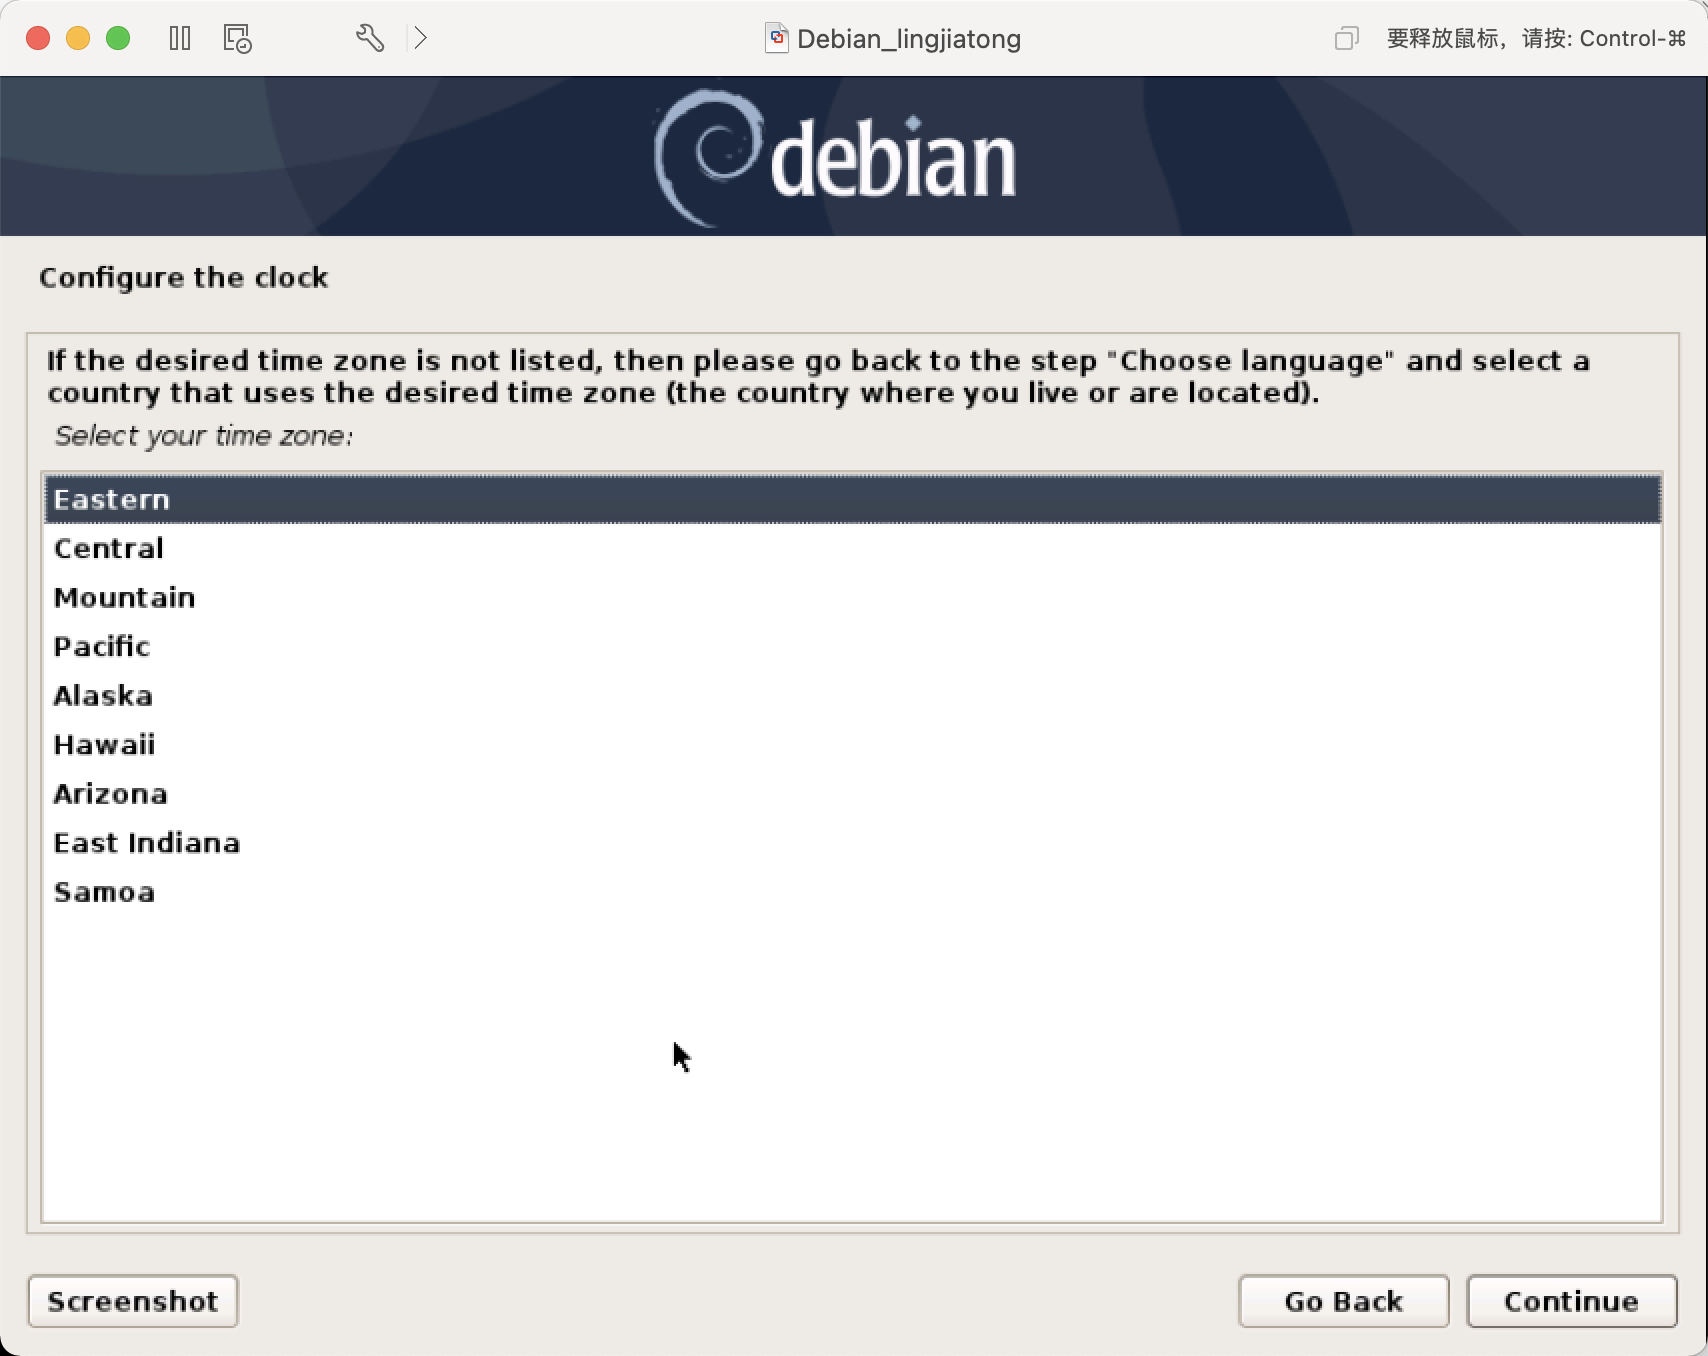 Debian_lingjiatong
要释放鼠标，请按: Control-⌘
debian
Configure the clock
If the desired time zone is not listed, then please go back to the step "Choose language" and select a
country that uses the desired time zone (the country where you live or are located).
Select your time zone:
Eastern
Central
Mountain
Pacific
Alaska
Hawaii
Arizona
East Indiana
Samoa
Screenshot
Go Back
Continue